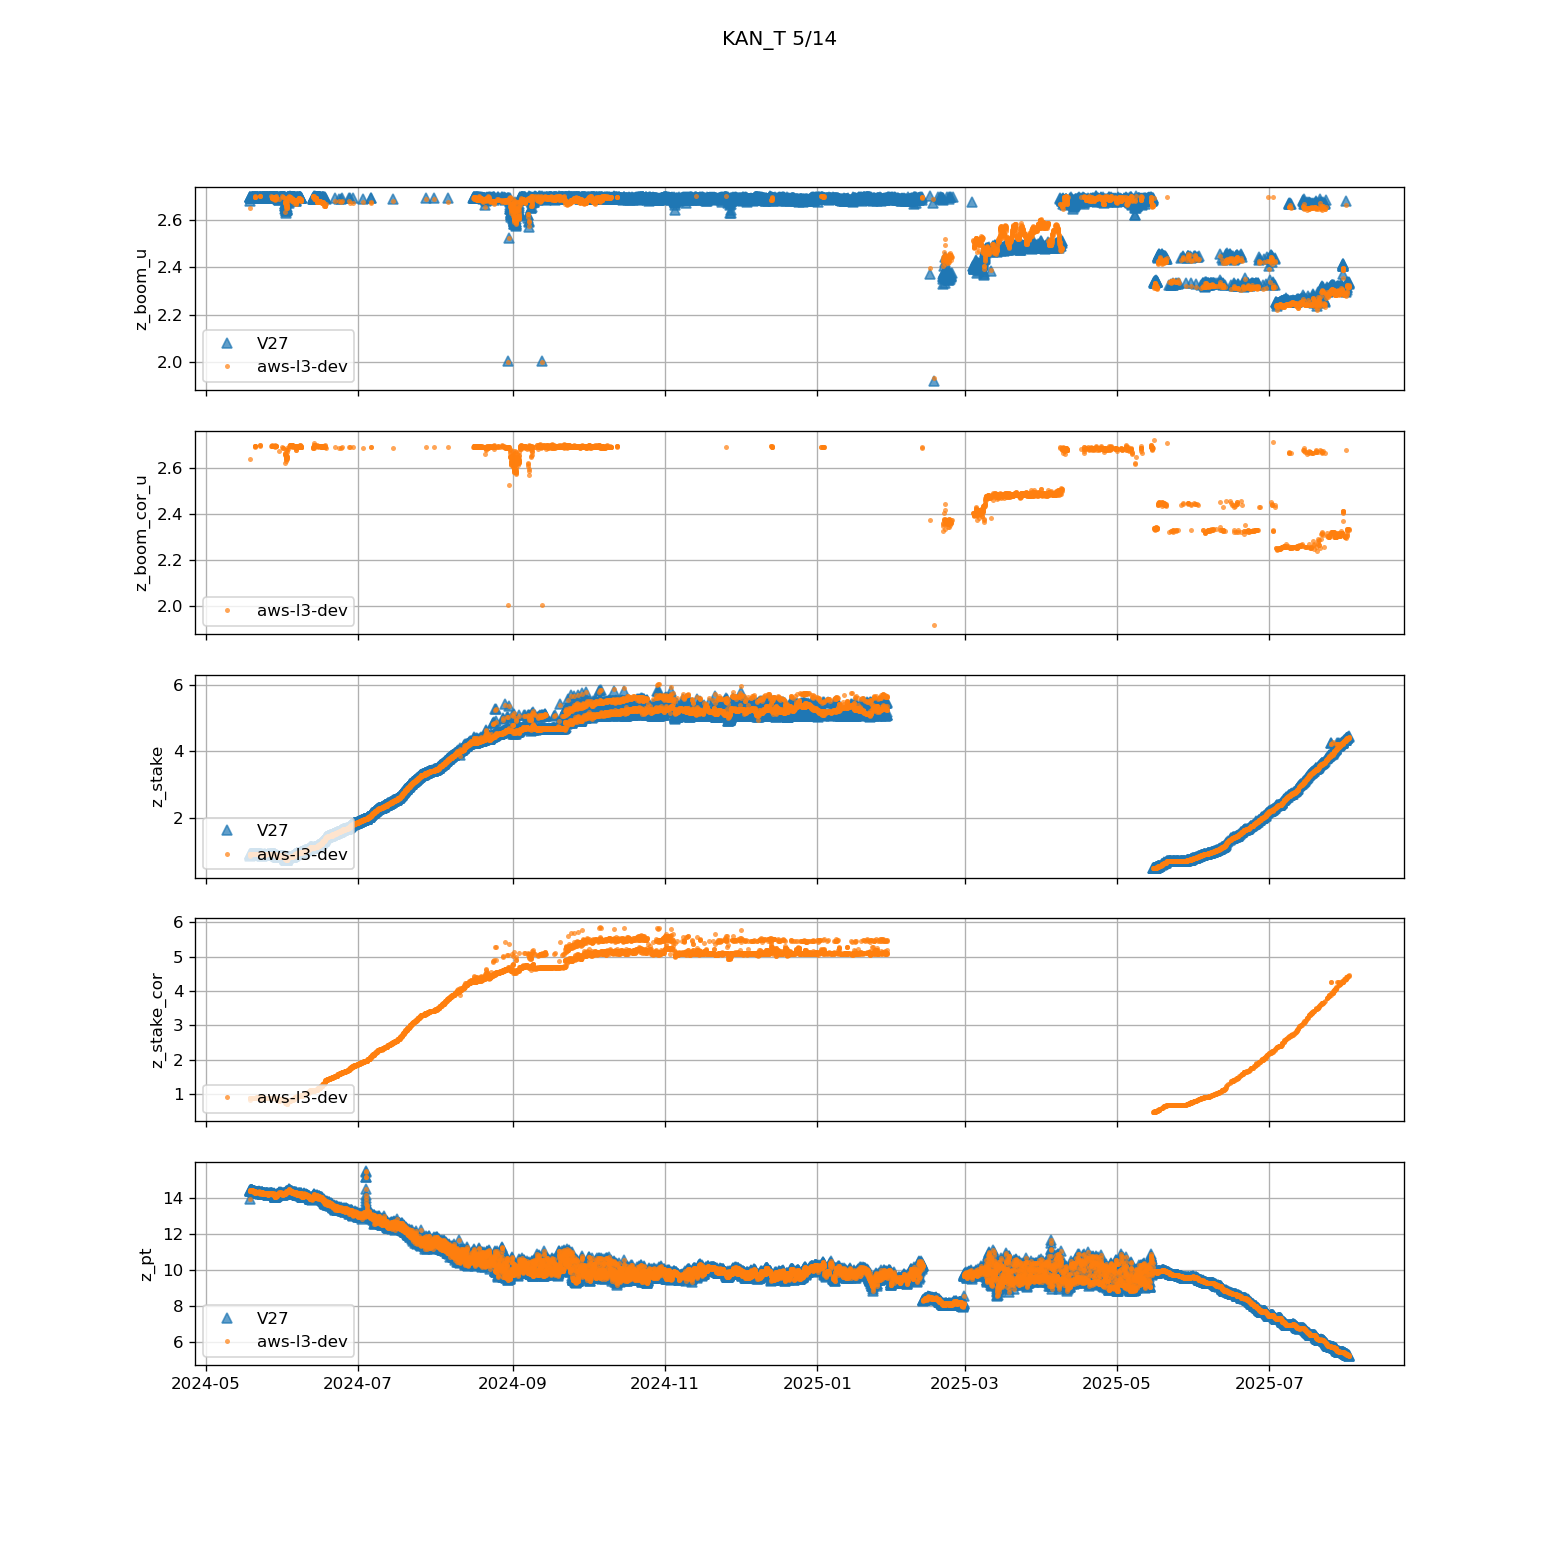 KAN_T 5/14
z_boom_u
2.6
2.4
2.2
2.0
V27
aws-l3-dev
z_boom_cor_u
2.6
2.4
2.2
2.0
aws-l3-dev
z_stake
6
4
2
V27
aws-l3-dev
z_stake_cor
6
5
4
3
2
1
aws-l3-dev
z_pt
14
12
10
8
6
V27
aws-l3-dev
2024-05 2024-07 2024-09 2024-11 2025-01 2025-03 2025-05 2025-07